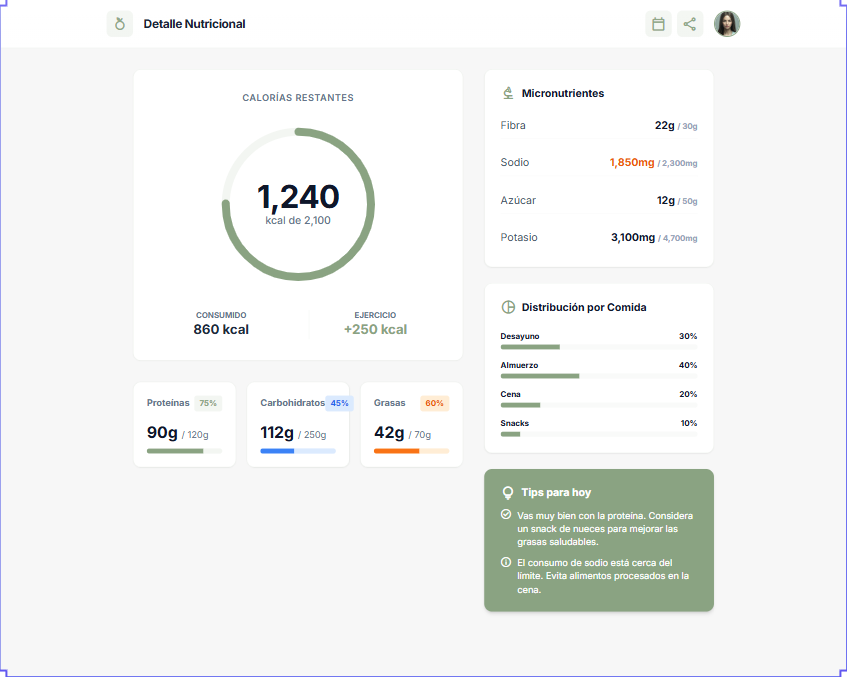 Detalle Nutricional
CALORÍAS RESTANTES
1,240
kcal de 2,100
CONSUMIDO
860 kcal
EJERCICIO
+250 kcal
Proteínas 75%
90g / 120g
Carbohidratos 45%
112g / 250g
Grasas 60%
42g / 70g
Micronutrientes
Fibra 22g / 30g
Sodio 1,850mg / 2,300mg
Azúcar 12g / 50g
Potasio 3,100mg / 4,700mg
Distribución por Comida
Desayuno 30%
Almuerzo 40%
Cena 20%
Snacks 10%
Tips para hoy
Vas muy bien con la proteína. Considera
un snack de nueces para mejorar las
grasas saludables.
El consumo de sodio está cerca del
límite. Evita alimentos procesados en la
cena.